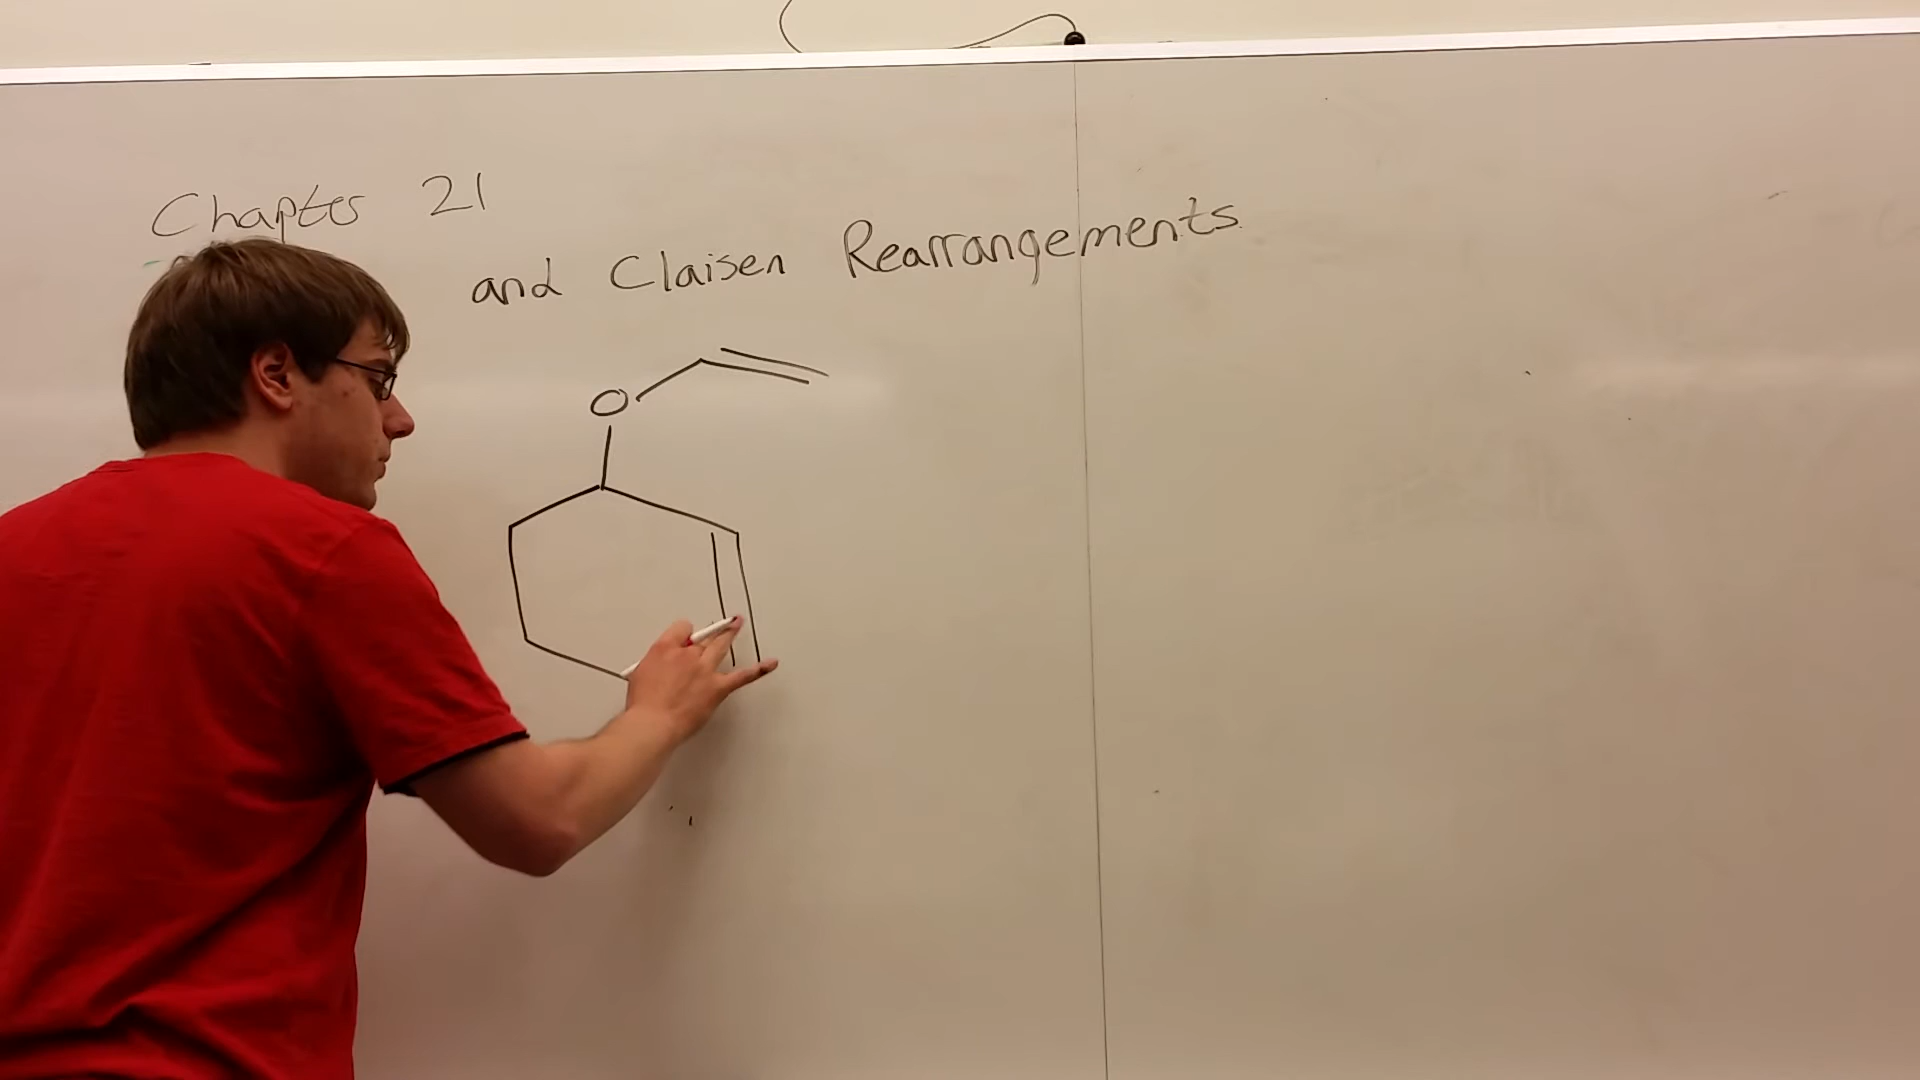 Chapter 21
and Claisen Rearrangements
O